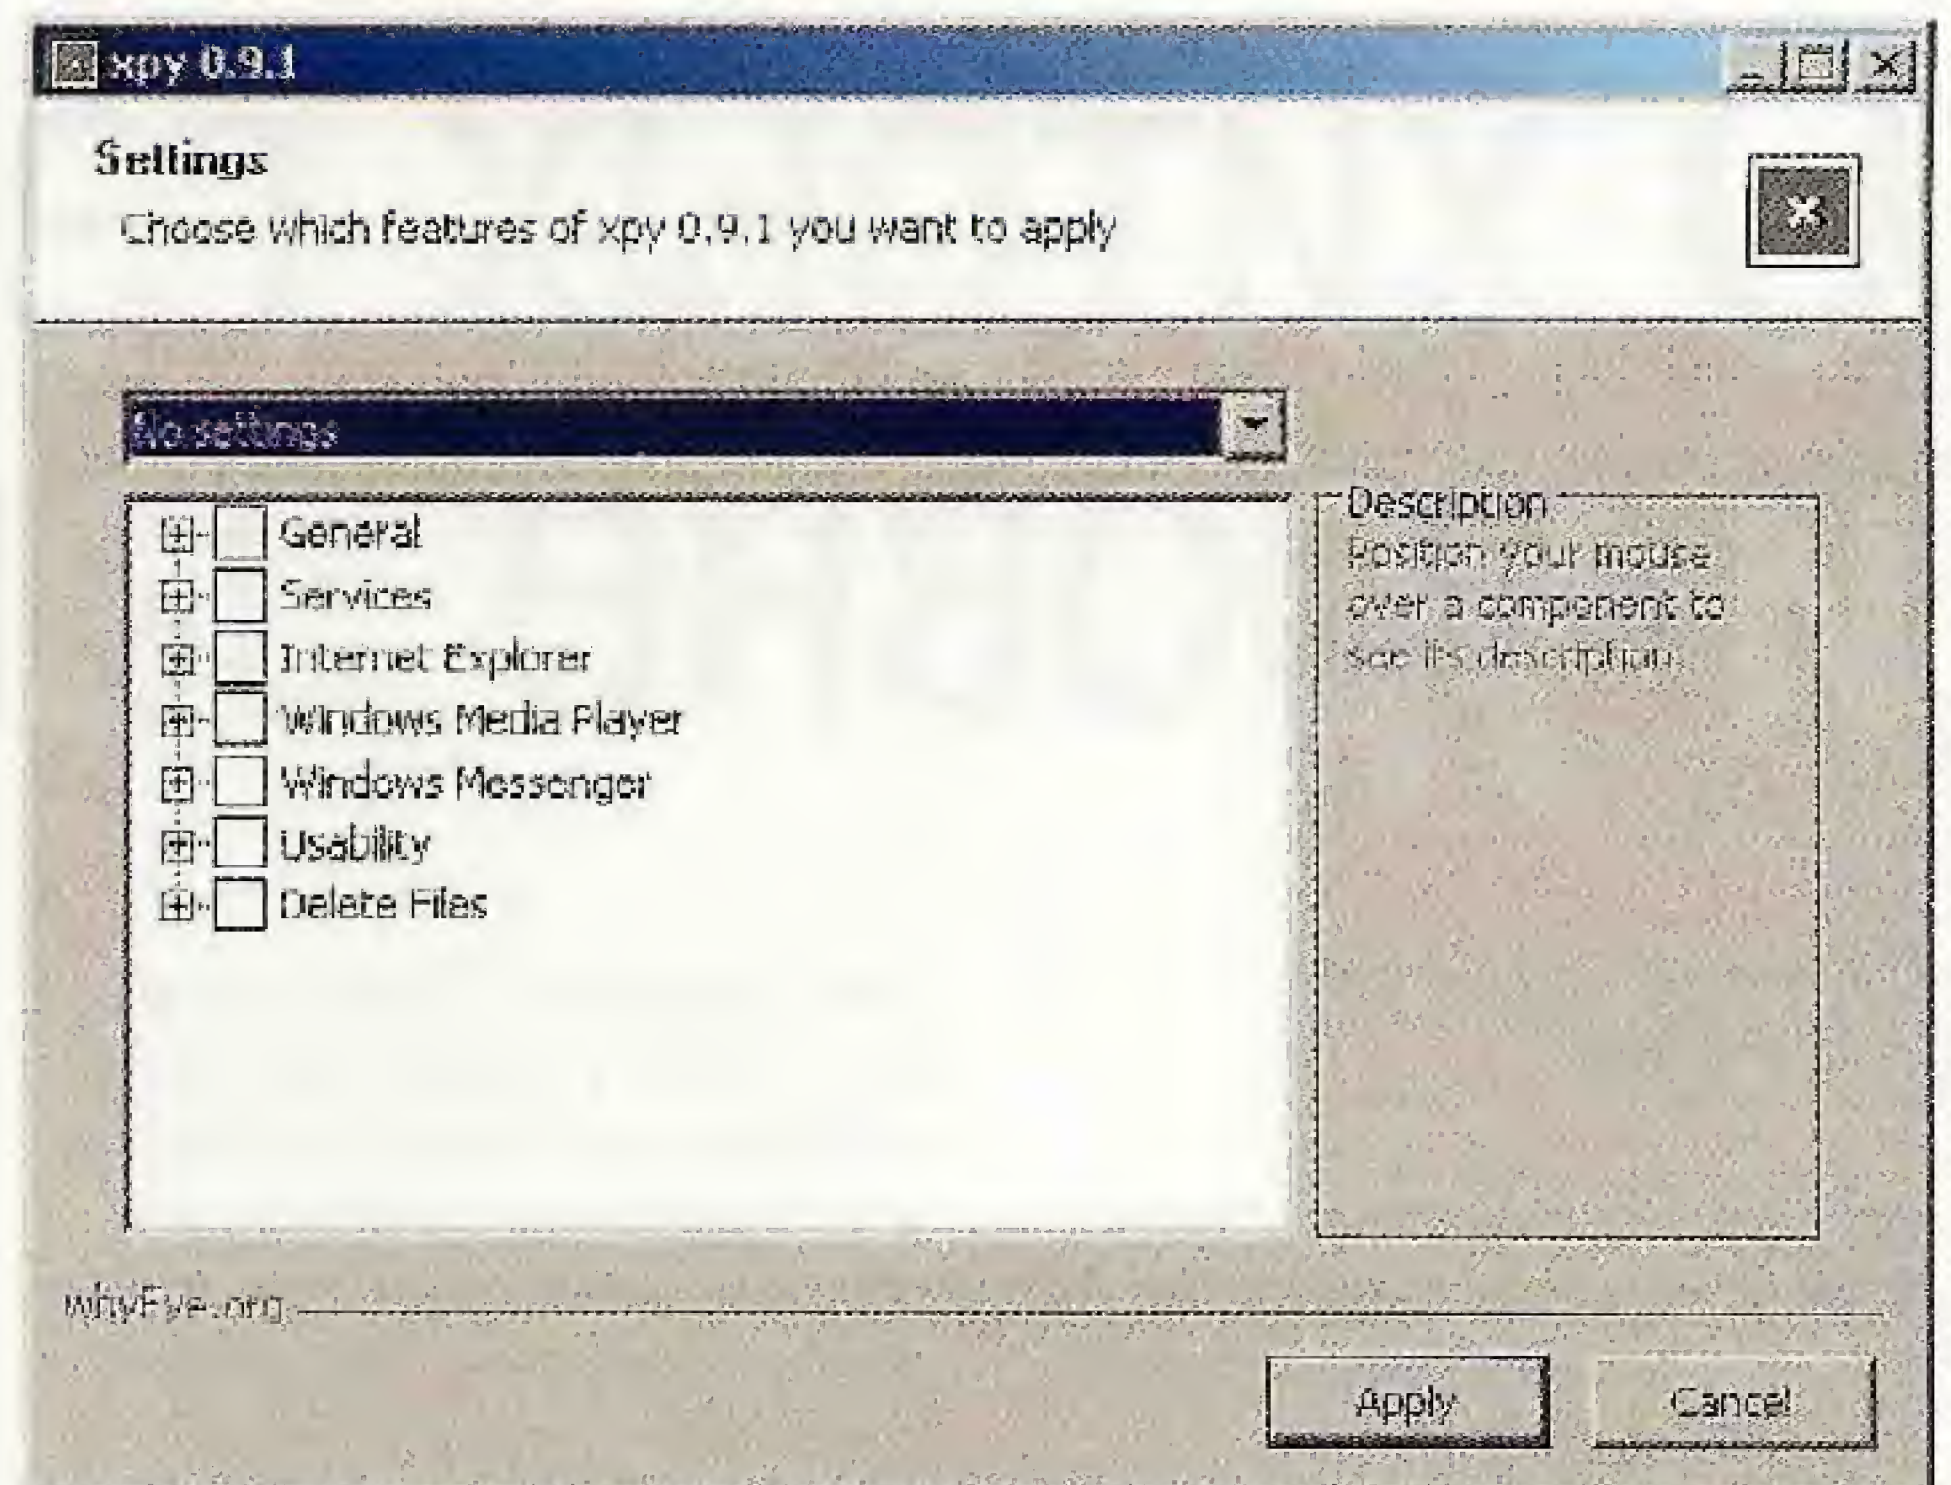 xpy 0.9.1
Settings
Choose which features of xpy 0.9.1 you want to apply
No settings
General
Services
Internet Explorer
Windows Media Player
Windows Messenger
Usability
Delete Files
Description
Position your mouse
over a component to
see its description.
Apply
Cancel